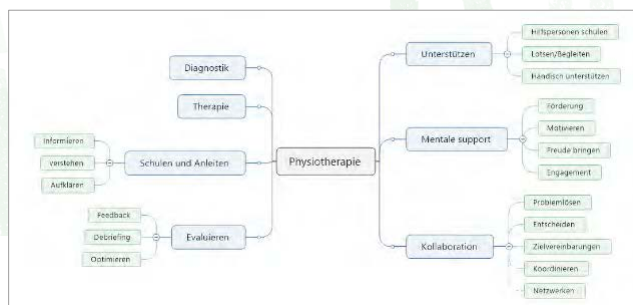 Physiotherapie
Diagnostik
Therapie
Schulen und Anleiten
Informieren
verstehen
Aufklären
Evaluieren
Feedback
Debriefing
Optimieren
Unterstützen
Hilfspersonen schulen
Lotsen/Begleiten
Händisch unterstützen
Mentale support
Förderung
Motivieren
Freude bringen
Engagement
Kollaboration
Problemlösen
Entscheiden
Zielvereinbarungen
Koordinieren
Netzwerken